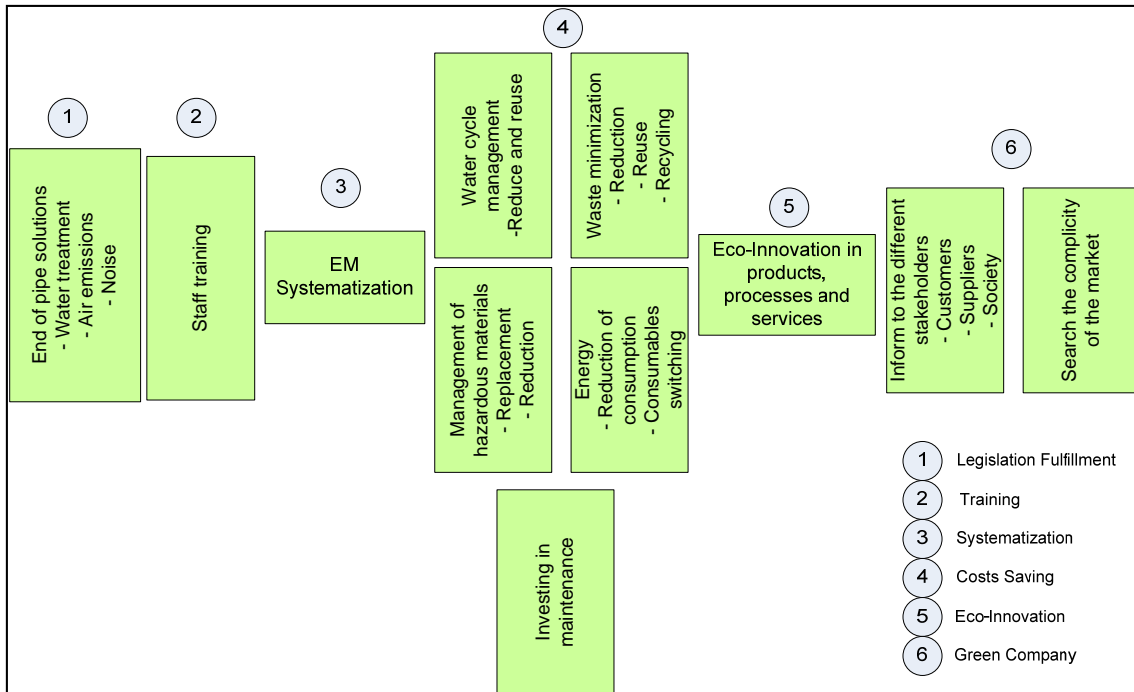 1
End of pipe solutions
- Water treatment
- Air emissions
- Noise
2
Staff training
3
EM
Systematization
4
Water cycle
management
-Reduce and reuse
Waste minimization
- Reduction
- Reuse
- Recycling
Management of
hazardous materials
- Replacement
- Reduction
Energy
- Reduction of
consumption
- Consumables
switching
Investing in
maintenance
5
Eco-Innovation in
products,
processes and
services
6
Inform to the different
stakeholders
- Customers
- Suppliers
- Society
Search the complicity
of the market
1 Legislation Fulfillment
2 Training
3 Systematization
4 Costs Saving
5 Eco-Innovation
6 Green Company